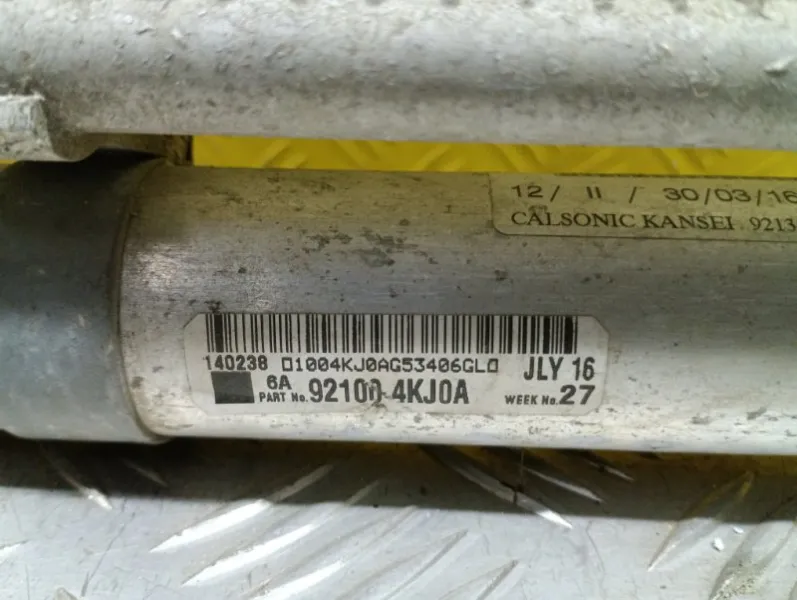 12/ II / 30/03/16
CALSONIC KANSEI 9213
140238 01004KJ0AG53406GL0 JLY 16
6A
PART No. 92100-4KJ0A WEEK No. 27